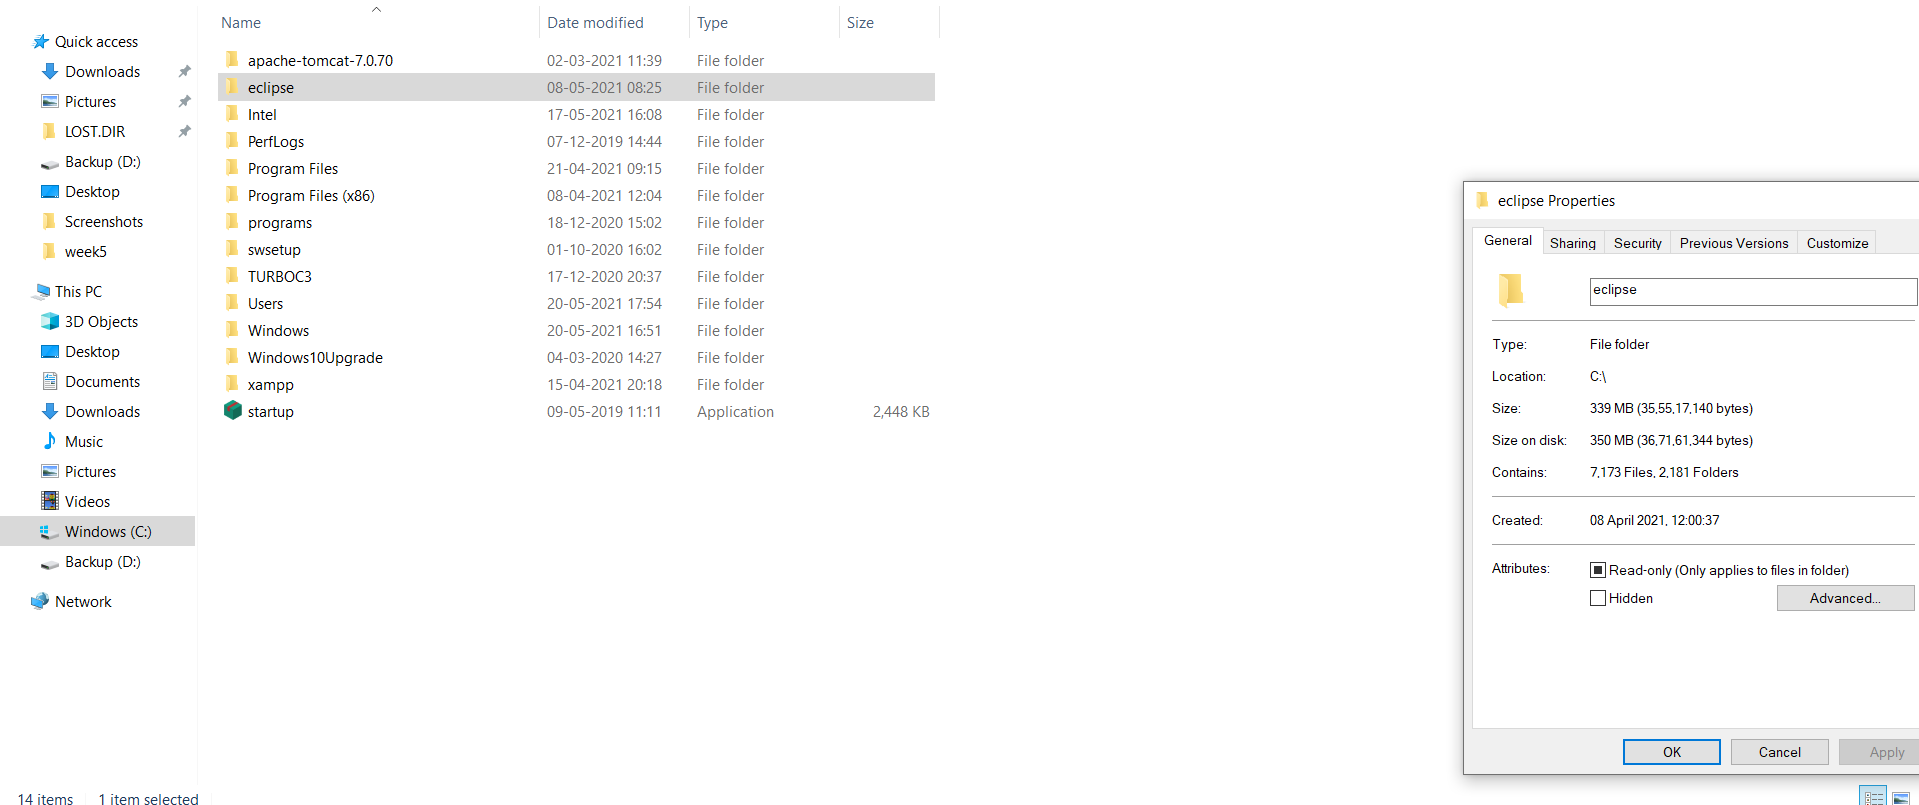 Name Date modified Type Size
Quick access
Downloads
Pictures
LOST.DIR
Backup (D:)
Desktop
Screenshots
week5
This PC
3D Objects
Desktop
Documents
Downloads
Music
Pictures
Videos
Windows (C:)
Backup (D:)
Network
apache-tomcat-7.0.70 02-03-2021 11:39 File folder
eclipse 08-05-2021 08:25 File folder
Intel 17-05-2021 16:08 File folder
PerfLogs 07-12-2019 14:44 File folder
Program Files 21-04-2021 09:15 File folder
Program Files (x86) 08-04-2021 12:04 File folder
programs 18-12-2020 15:02 File folder
swsetup 01-10-2020 16:02 File folder
TURBOC3 17-12-2020 20:37 File folder
Users 20-05-2021 17:54 File folder
Windows 20-05-2021 16:51 File folder
Windows10Upgrade 04-03-2020 14:27 File folder
xampp 15-04-2021 20:18 File folder
startup 09-05-2019 11:11 Application 2,448 KB
eclipse Properties
General Sharing Security Previous Versions Customize
eclipse
Type: File folder
Location: C:\
Size: 339 MB (35,55,17,140 bytes)
Size on disk: 350 MB (36,71,61,344 bytes)
Contains: 7,173 Files, 2,181 Folders
Created: 08 April 2021, 12:00:37
Attributes: Read-only (Only applies to files in folder)
Hidden Advanced...
OK Cancel Apply
14 items 1 item selected